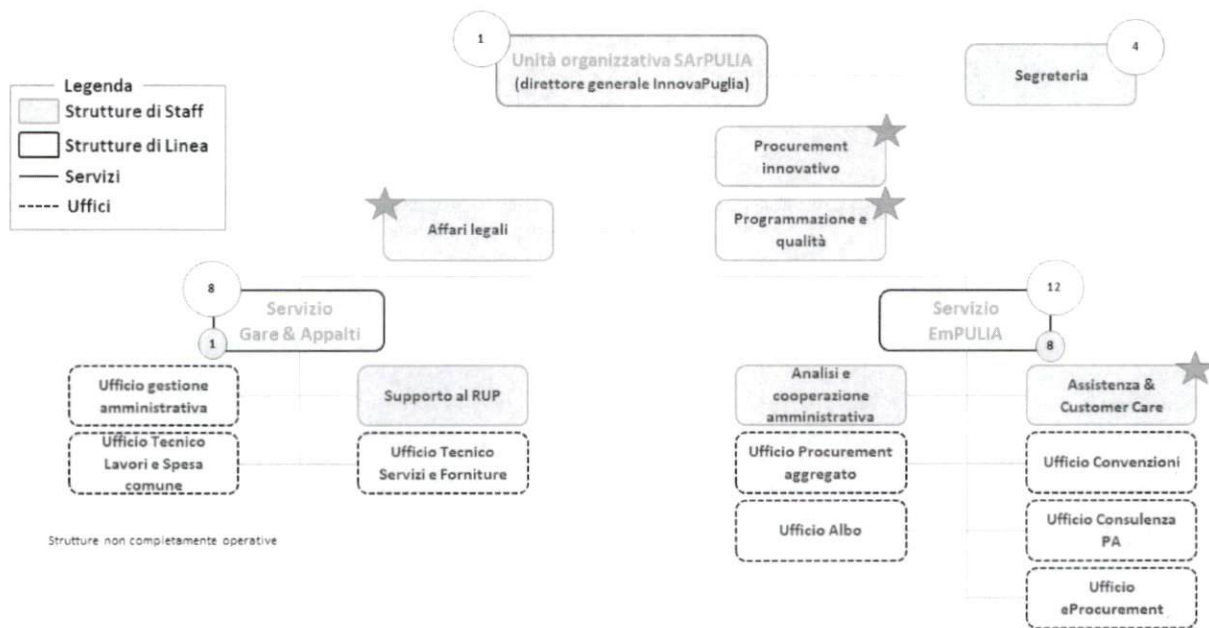 1
Unità organizzativa SArPULIA
(direttore generale InnovaPuglia)
4
Segreteria
Legenda
Strutture di Staff
Strutture di Linea
Servizi
Uffici
Procurement
innovativo
Affari legali
Programmazione e
qualità
8
Servizio
Gare & Appalti
1
12
Servizio
EmPULIA
8
Ufficio gestione
amministrativa
Supporto al RUP
Analisi e
cooperazione
amministrativa
Assistenza &
Customer Care
Ufficio Tecnico
Lavori e Spesa
comune
Ufficio Tecnico
Servizi e Forniture
Ufficio Procurement
aggregato
Ufficio Convenzioni
Ufficio Albo
Ufficio Consulenza
PA
Ufficio
eProcurement
Strutture non completamente operative